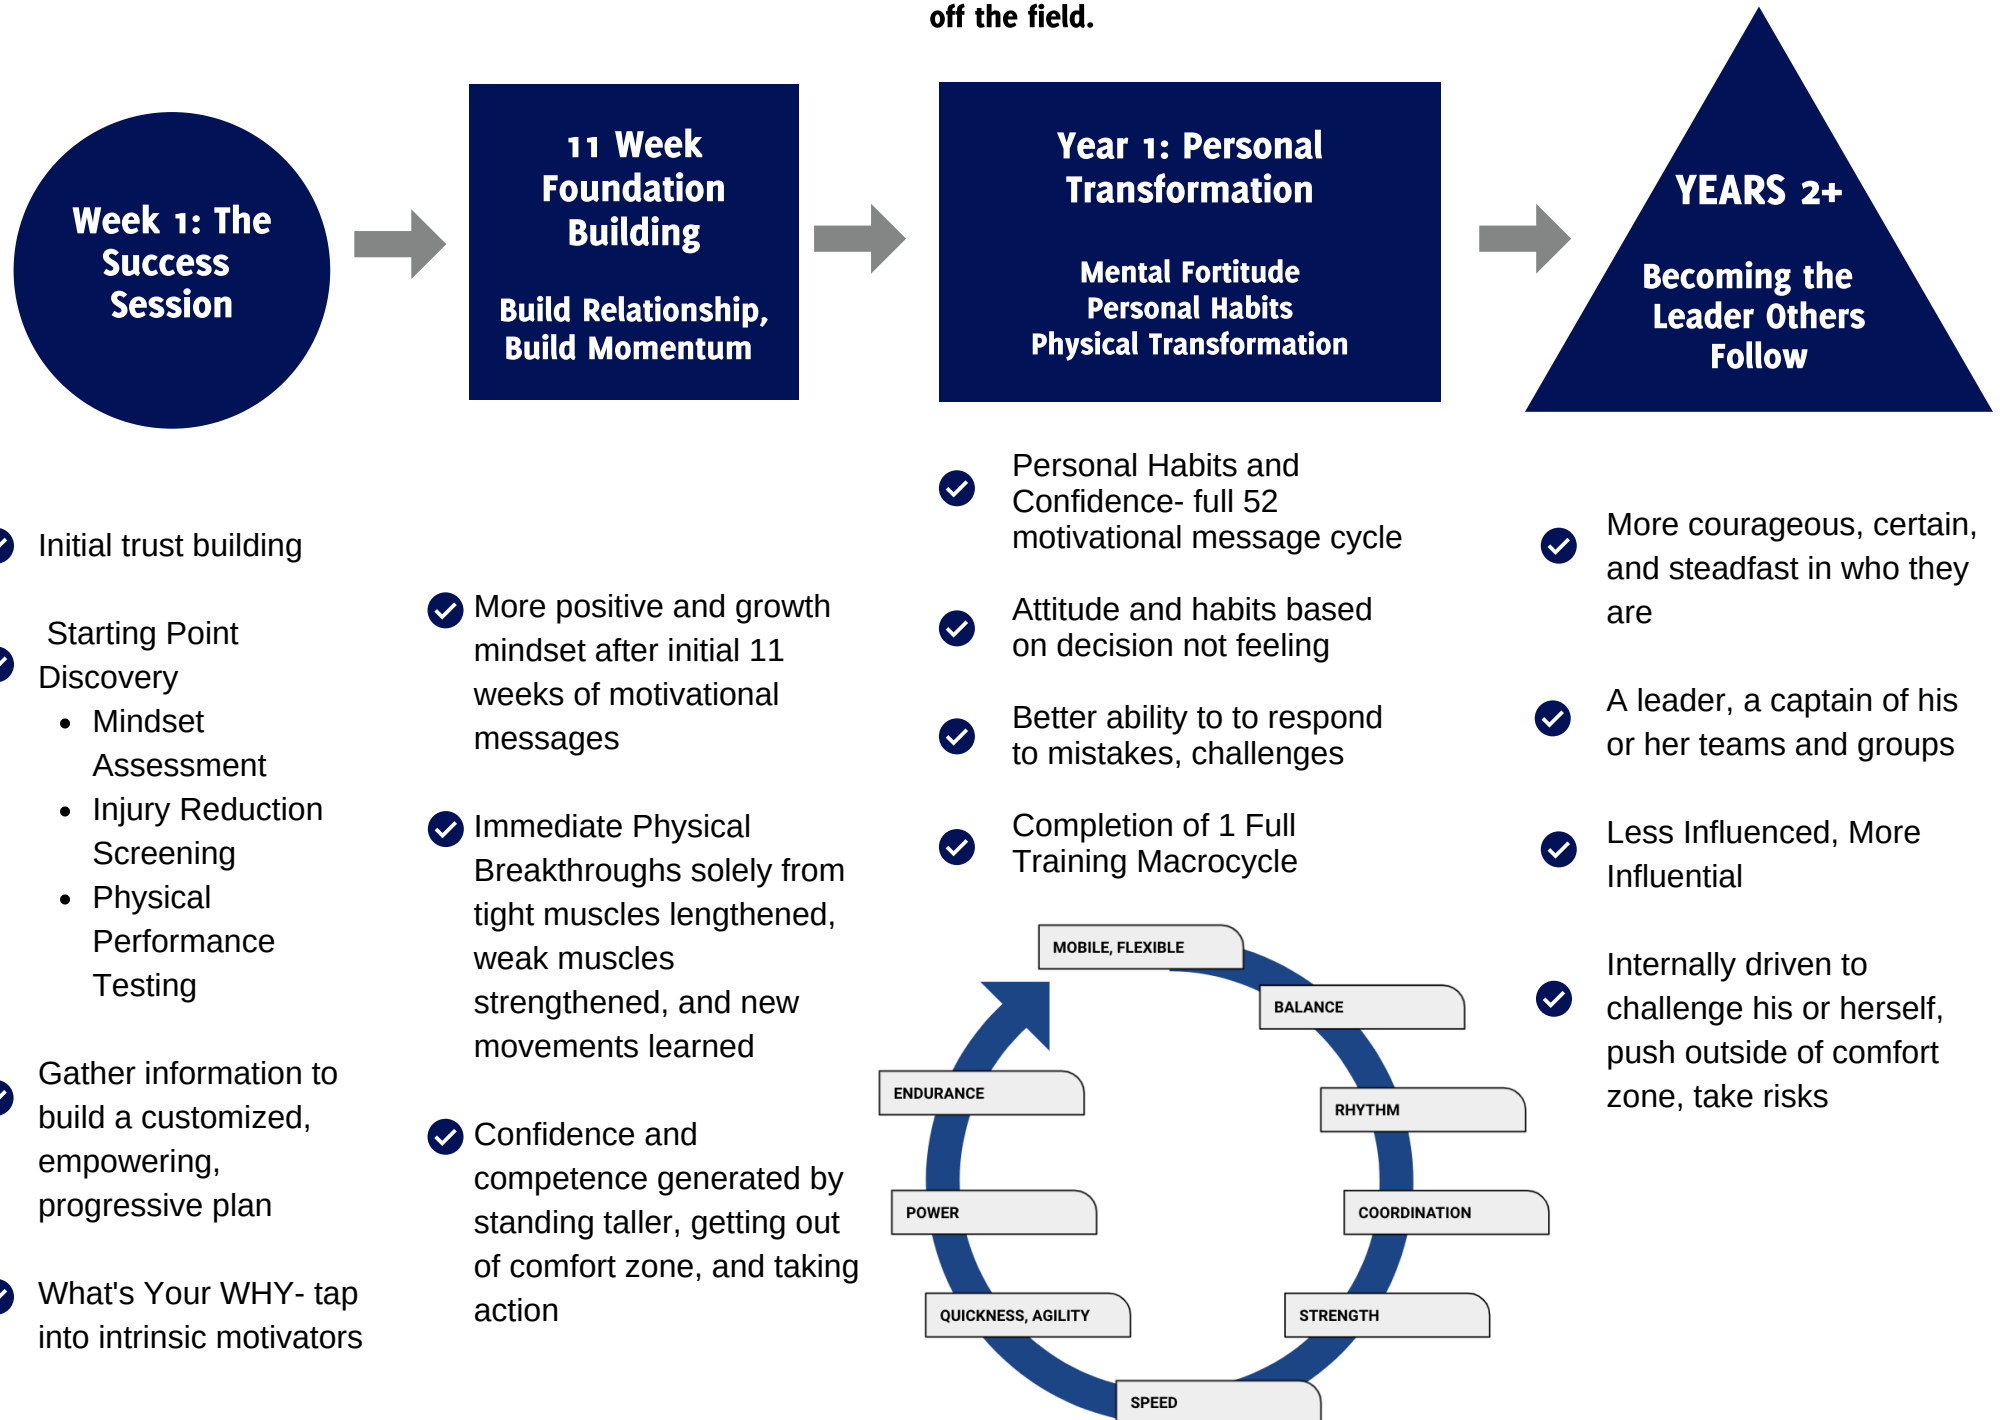 off the field.
Week 1: The
Success
Session
11 Week
Foundation
Building
Build Relationship,
Build Momentum
Year 1: Personal
Transformation
Mental Fortitude
Personal Habits
Physical Transformation
YEARS 2+
Becoming the
Leader Others
Follow
Initial trust building
Starting Point
Discovery
• Mindset
Assessment
• Injury Reduction
Screening
• Physical
Performance
Testing
Gather information to
build a customized,
empowering,
progressive plan
What's Your WHY- tap
into intrinsic motivators
More positive and growth
mindset after initial 11
weeks of motivational
messages
Immediate Physical
Breakthroughs solely from
tight muscles lengthened,
weak muscles
strengthened, and new
movements learned
Confidence and
competence generated by
standing taller, getting out
of comfort zone, and taking
action
Personal Habits and
Confidence- full 52
motivational message cycle
Attitude and habits based
on decision not feeling
Better ability to to respond
to mistakes, challenges
Completion of 1 Full
Training Macrocycle
MOBILE, FLEXIBLE
BALANCE
RHYTHM
COORDINATION
STRENGTH
SPEED
QUICKNESS, AGILITY
POWER
ENDURANCE
More courageous, certain,
and steadfast in who they
are
A leader, a captain of his
or her teams and groups
Less Influenced, More
Influential
Internally driven to
challenge his or herself,
push outside of comfort
zone, take risks